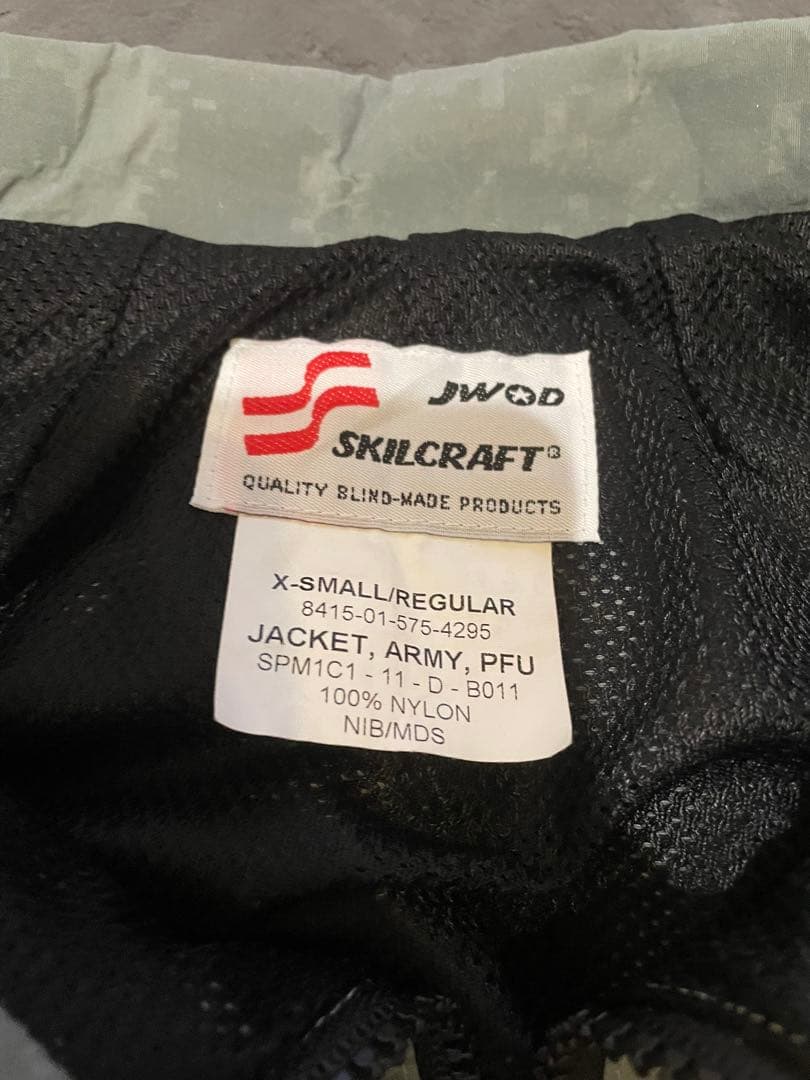 JWOD
SKILCRAFT®
QUALITY BLIND-MADE PRODUCTS
X-SMALL/REGULAR
8415-01-575-4295
JACKET, ARMY, PFU
SPM1C1 - 11 - D - B011
100% NYLON
NIB/MDS